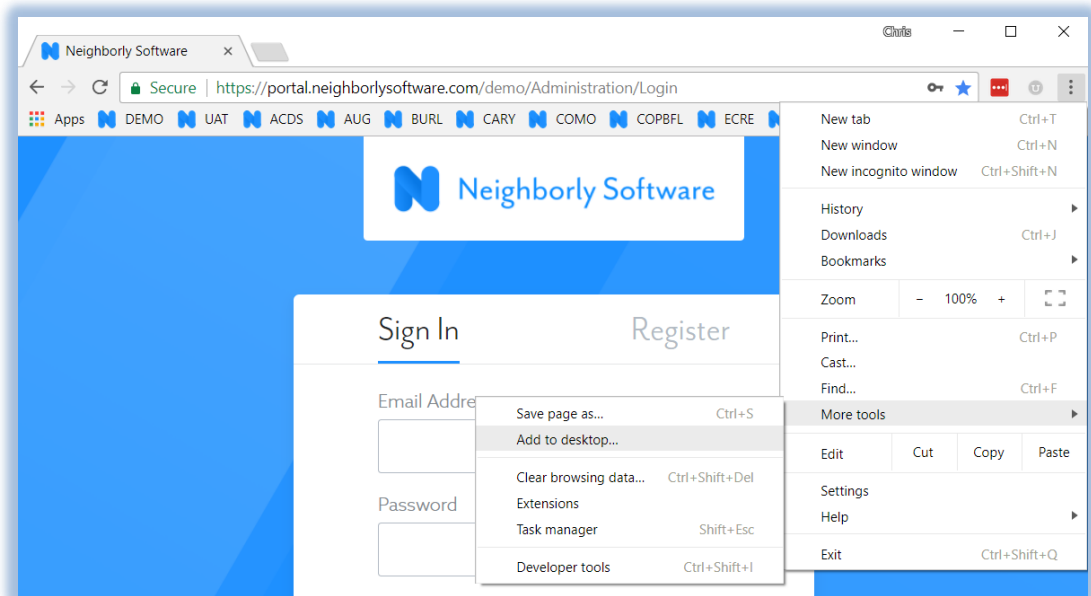 Chris
Neighborly Software
Secure https://portal.neighborlysoftware.com/demo/Administration/Login
Apps DEMO UAT ACDS AUG BURL CARY COMO COPBFL ECRE
Neighborly Software
Sign In Register
Email Addre
Password
New tab Ctrl+T
New window Ctrl+N
New incognito window Ctrl+Shift+N
History
Downloads Ctrl+J
Bookmarks
Zoom - 100% +
Print... Ctrl+P
Cast...
Find... Ctrl+F
More tools
Edit Cut Copy Paste
Settings
Help
Exit Ctrl+Shift+Q
Save page as... Ctrl+S
Add to desktop...
Clear browsing data... Ctrl+Shift+Del
Extensions
Task manager Shift+Esc
Developer tools Ctrl+Shift+I